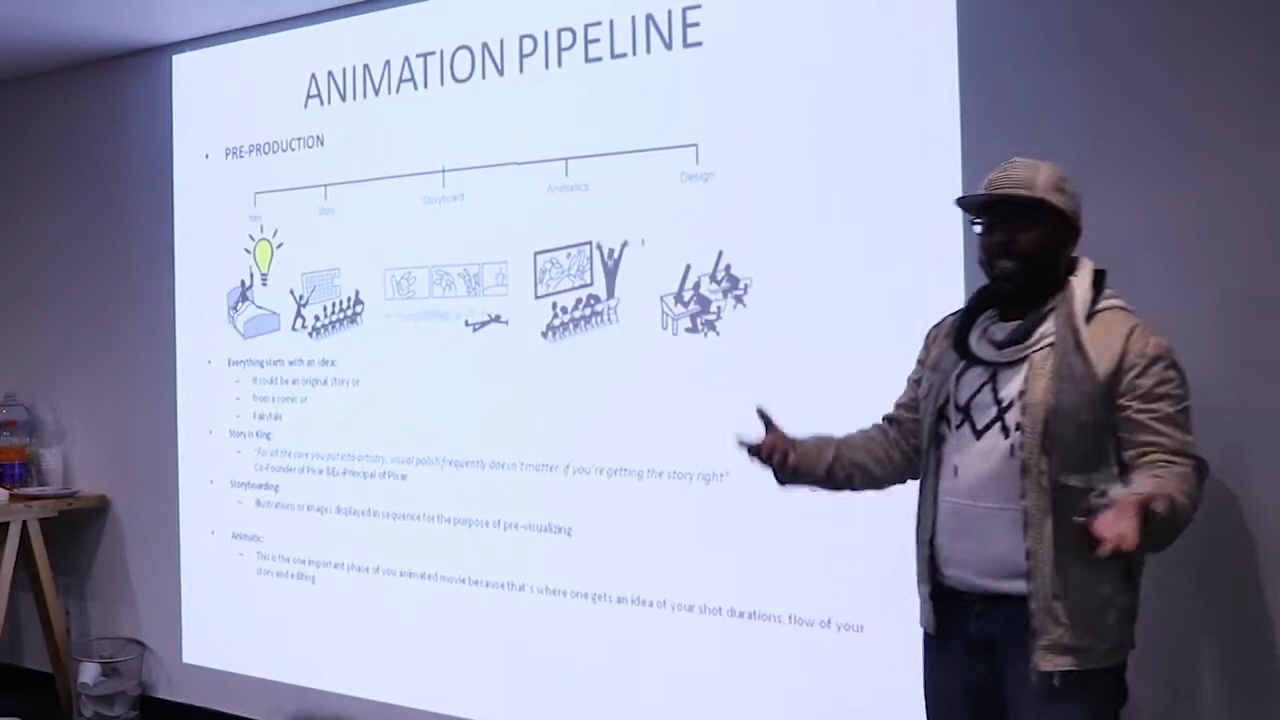 ANIMATION PIPELINE
• PRE-PRODUCTION
Idea
Story
Storyboard
Animatics
Design
• Everything starts with an idea:
– It could be an original story or
– from a comic or
– Fairytale
• Story is King:
– "For all the care you put into artistry, visual polish frequently doesn't matter if you're getting the story right"
Co-Founder of Pixar &Ex-Principal of Pixar
• Storyboarding:
– Illustrations or images displayed in sequence for the purpose of pre-visualizing
• Animatic:
– This is the one important phase of you animated movie because that's where one gets an idea of your shot durations, flow of your
story and editing